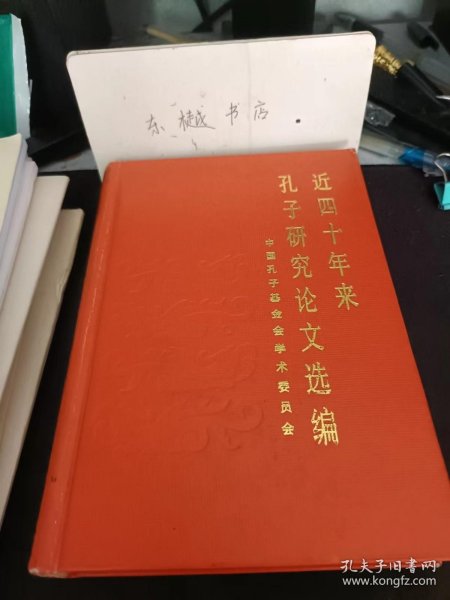 东樾书店
近四十年来
孔子研究论文选编
中国孔子基金会学术委员会
孔夫子旧书网
www.kongfz.com